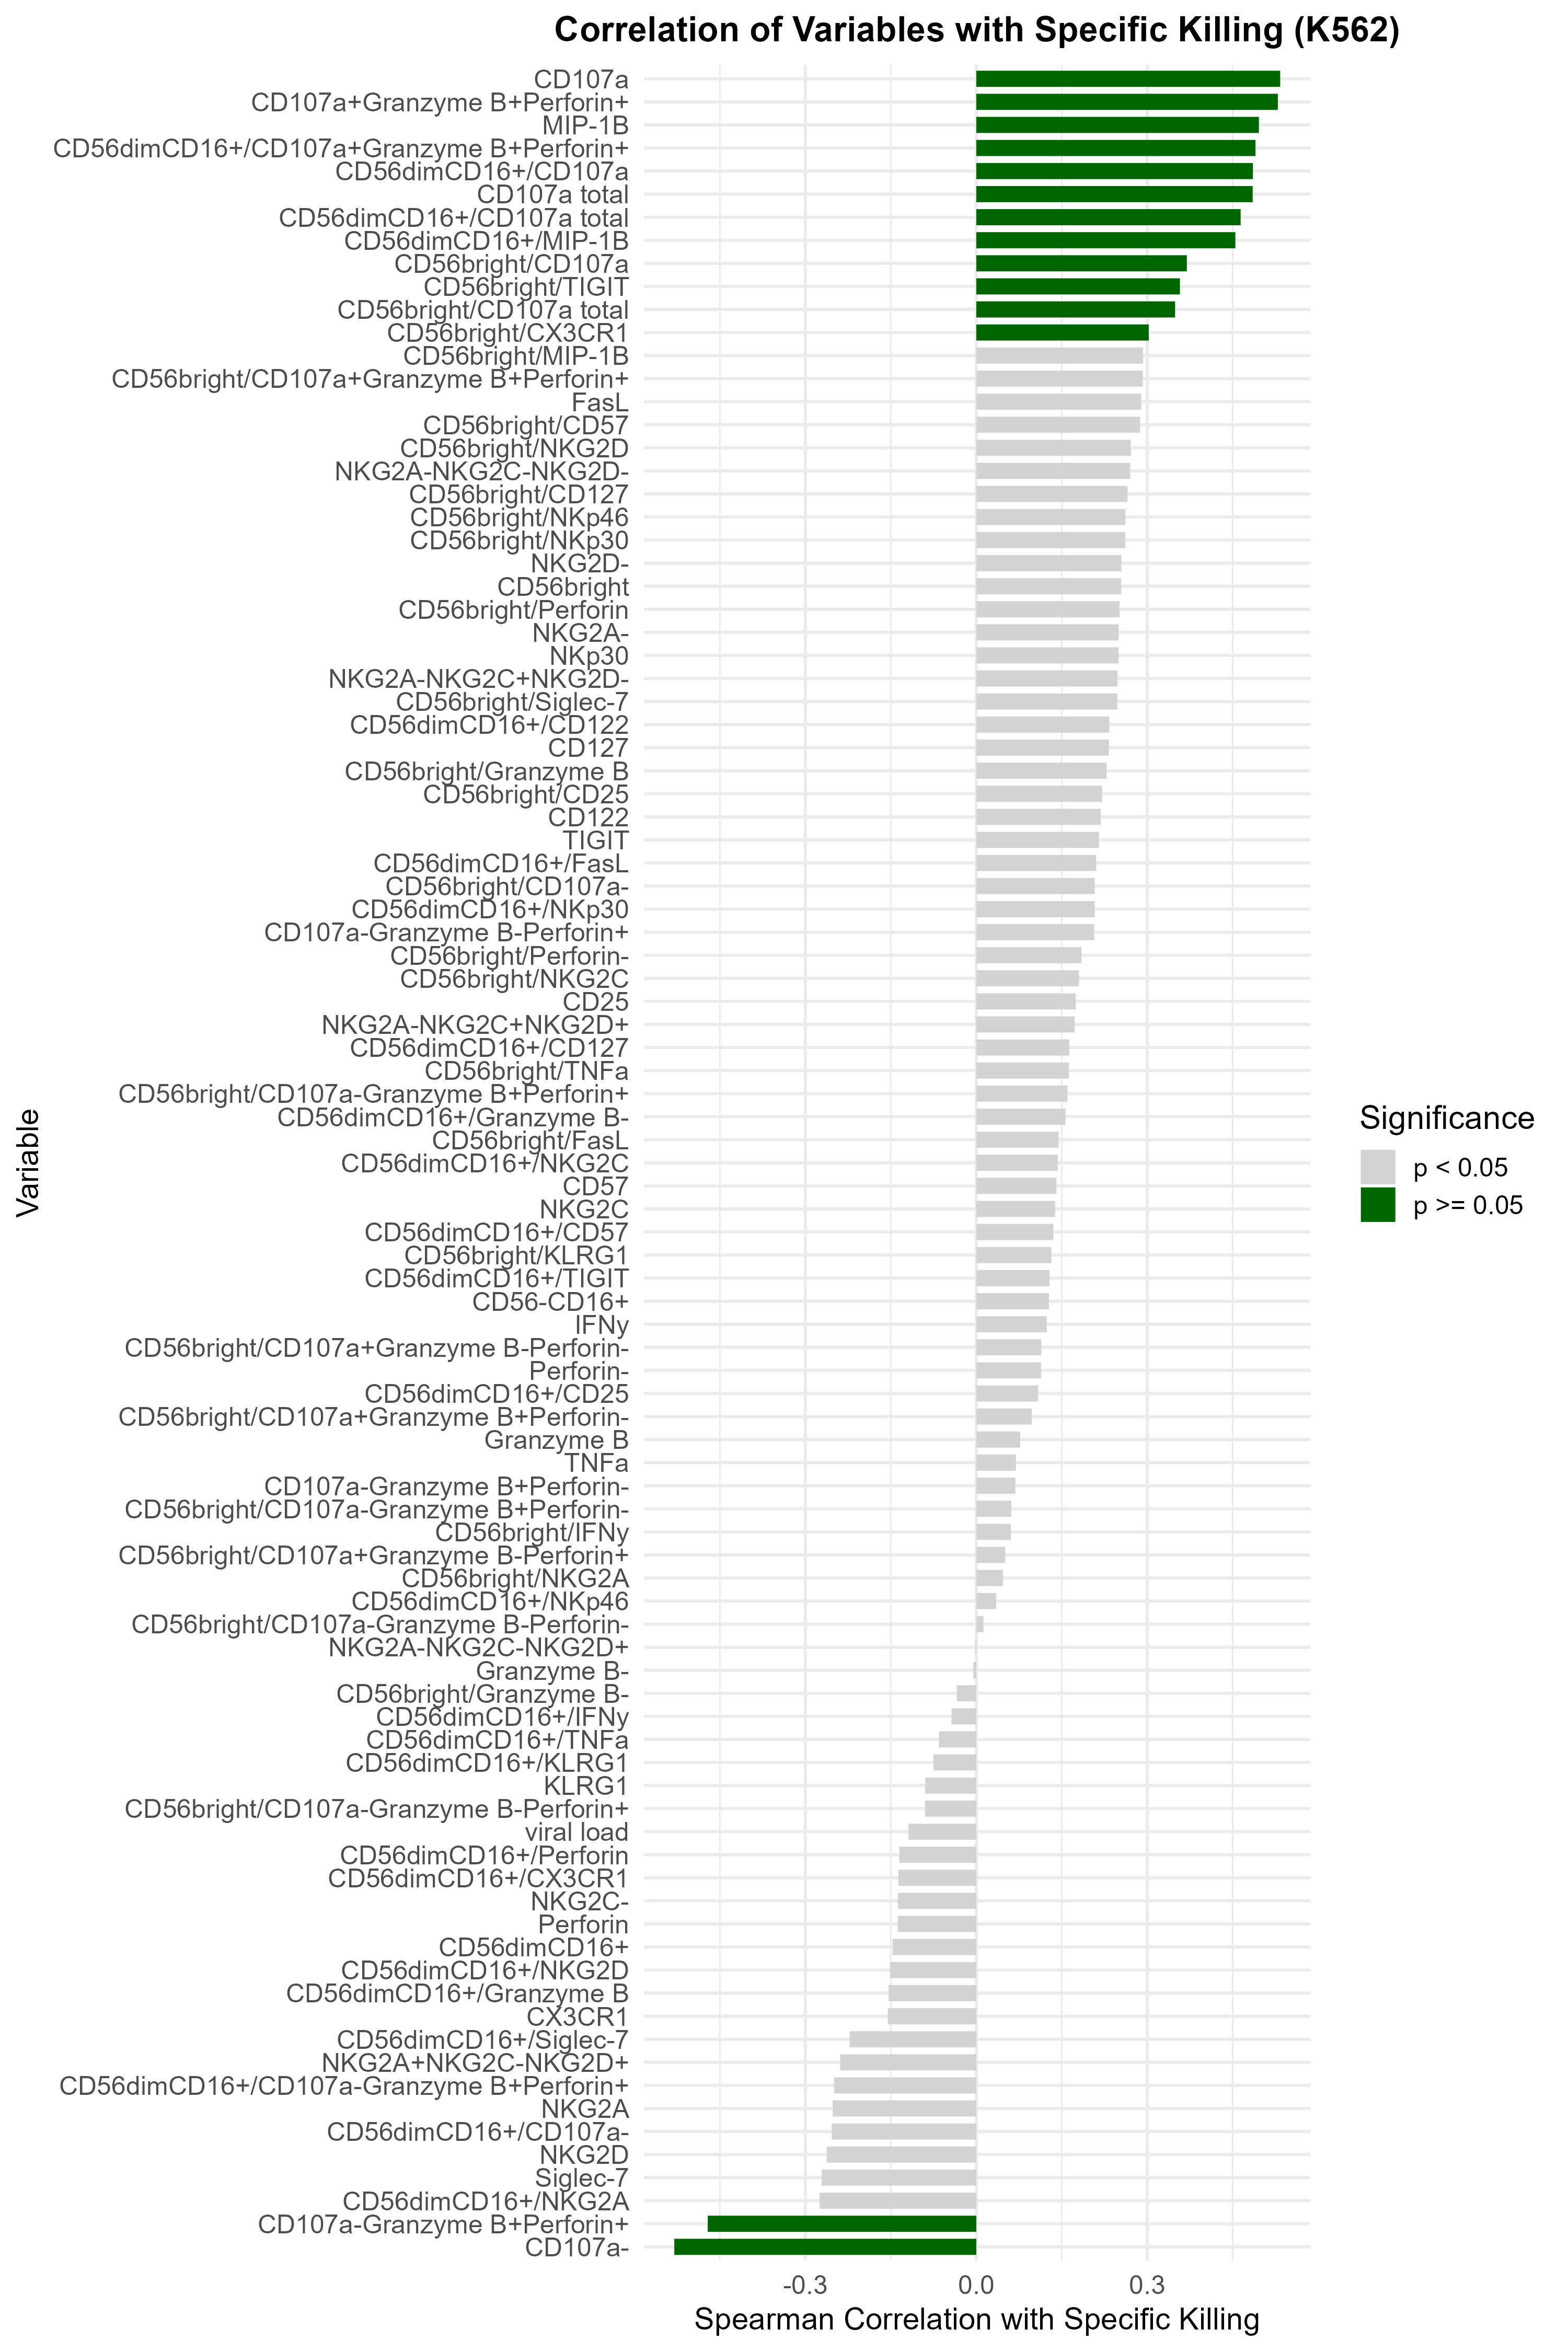 Correlation of Variables with Specific Killing (K562)
CD107a
CD107a+Granzyme B+Perforin+
MIP-1B
CD56dimCD16+/CD107a+Granzyme B+Perforin+
CD56dimCD16+/CD107a
CD107a total
CD56dimCD16+/CD107a total
CD56dimCD16+/MIP-1B
CD56bright/CD107a
CD56bright/TIGIT
CD56bright/CD107a total
CD56bright/CX3CR1
CD56bright/MIP-1B
CD56bright/CD107a+Granzyme B+Perforin+
FasL
CD56bright/CD57
CD56bright/NKG2D
NKG2A-NKG2C-NKG2D-
CD56bright/CD127
CD56bright/NKp46
CD56bright/NKp30
NKG2D-
CD56bright
CD56bright/Perforin
NKG2A-
NKp30
NKG2A-NKG2C+NKG2D-
CD56bright/Siglec-7
CD56dimCD16+/CD122
CD127
CD56bright/Granzyme B
CD56bright/CD25
CD122
TIGIT
CD56dimCD16+/FasL
CD56bright/CD107a-
CD56dimCD16+/NKp30
CD107a-Granzyme B-Perforin+
CD56bright/Perforin-
CD56bright/NKG2C
CD25
NKG2A-NKG2C+NKG2D+
CD56dimCD16+/CD127
CD56bright/TNFa
CD56bright/CD107a-Granzyme B+Perforin+
CD56dimCD16+/Granzyme B-
CD56bright/FasL
CD56dimCD16+/NKG2C
CD57
NKG2C
CD56dimCD16+/CD57
CD56bright/KLRG1
CD56dimCD16+/TIGIT
CD56-CD16+
IFNy
CD56bright/CD107a+Granzyme B-Perforin-
Perforin-
CD56dimCD16+/CD25
CD56bright/CD107a+Granzyme B+Perforin-
Granzyme B
TNFa
CD107a-Granzyme B+Perforin-
CD56bright/CD107a-Granzyme B+Perforin-
CD56bright/IFNy
CD56bright/CD107a+Granzyme B-Perforin+
CD56bright/NKG2A
CD56dimCD16+/NKp46
CD56bright/CD107a-Granzyme B-Perforin-
NKG2A-NKG2C-NKG2D+
Granzyme B-
CD56bright/Granzyme B-
CD56dimCD16+/IFNy
CD56dimCD16+/TNFa
CD56dimCD16+/KLRG1
KLRG1
CD56bright/CD107a-Granzyme B-Perforin+
viral load
CD56dimCD16+/Perforin
CD56dimCD16+/CX3CR1
NKG2C-
Perforin
CD56dimCD16+
CD56dimCD16+/NKG2D
CD56dimCD16+/Granzyme B
CX3CR1
CD56dimCD16+/Siglec-7
NKG2A+NKG2C-NKG2D+
CD56dimCD16+/CD107a-Granzyme B+Perforin+
NKG2A
CD56dimCD16+/CD107a-
NKG2D
Siglec-7
CD56dimCD16+/NKG2A
CD107a-Granzyme B+Perforin+
CD107a-
Variable
-0.3 0.0 0.3
Spearman Correlation with Specific Killing
Significance
p < 0.05
p >= 0.05